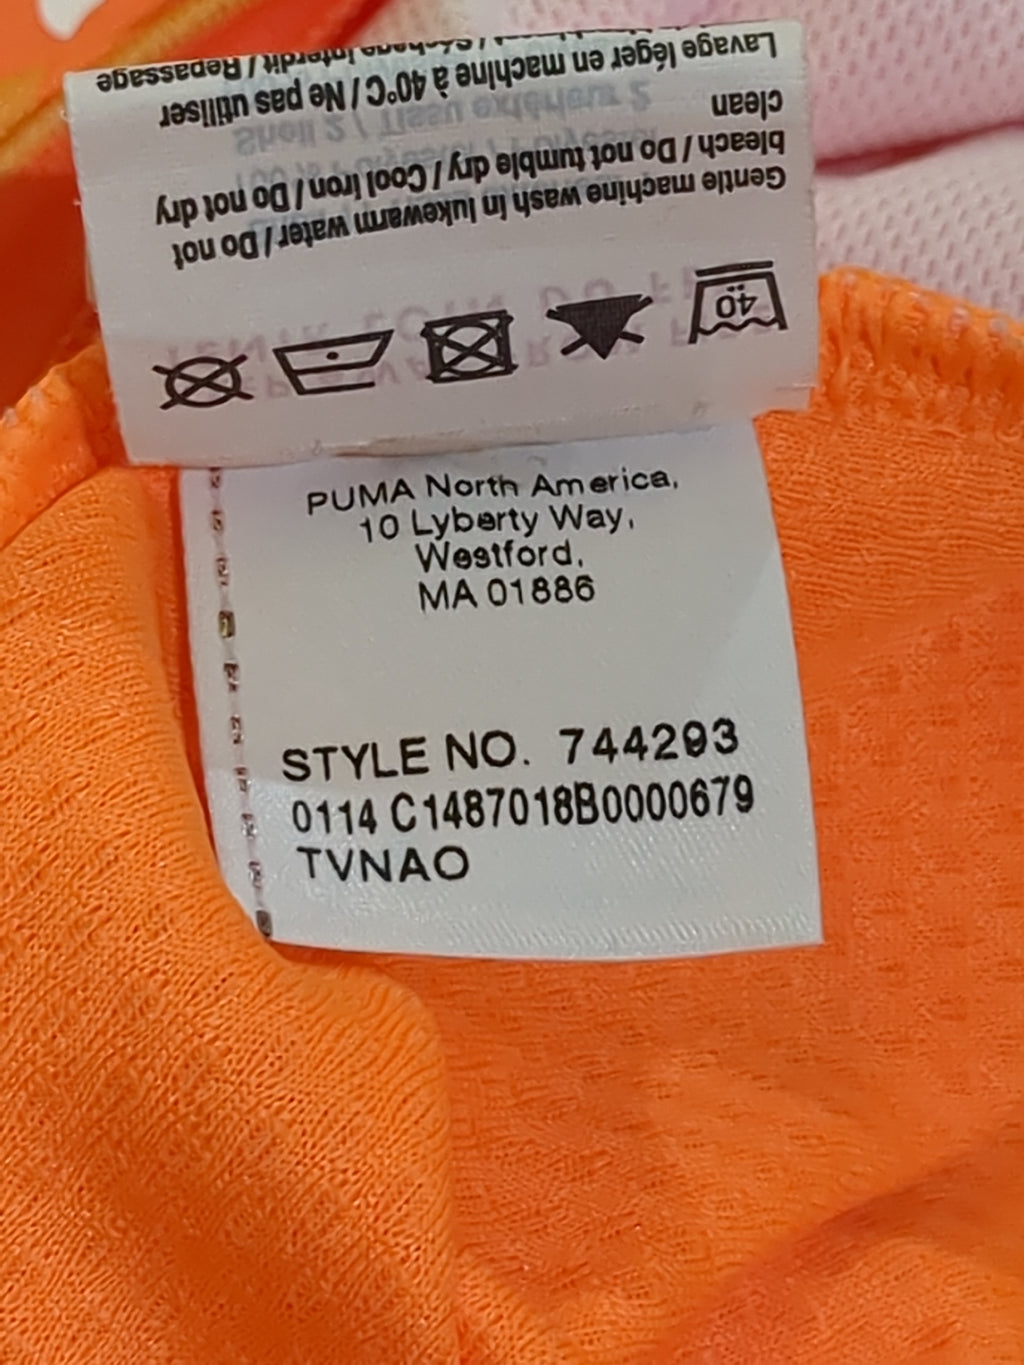 40
Gentle machine wash in lukewarm water / Do not
bleach / Do not tumble dry / Cool iron / Do not dry
clean
Lavage léger en machine à 40°C / Ne pas utiliser
interdit / Repassage
PUMA North America,
10 Lyberty Way,
Westford,
MA 01886
STYLE NO. 744293
0114 C1487018B0000679
TVNAO